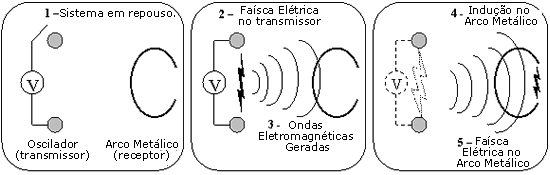 1 –Sistema em repouso.
V
Oscilador
(transmissor)
Arco Metálico
(receptor)
2 – Faísca Elétrica
no transmissor
V
3 - Ondas
Eletromagnéticas
Geradas
4 - Indução no
Arco Metálico
V
5 – Faísca
Elétrica no
Arco Metálico